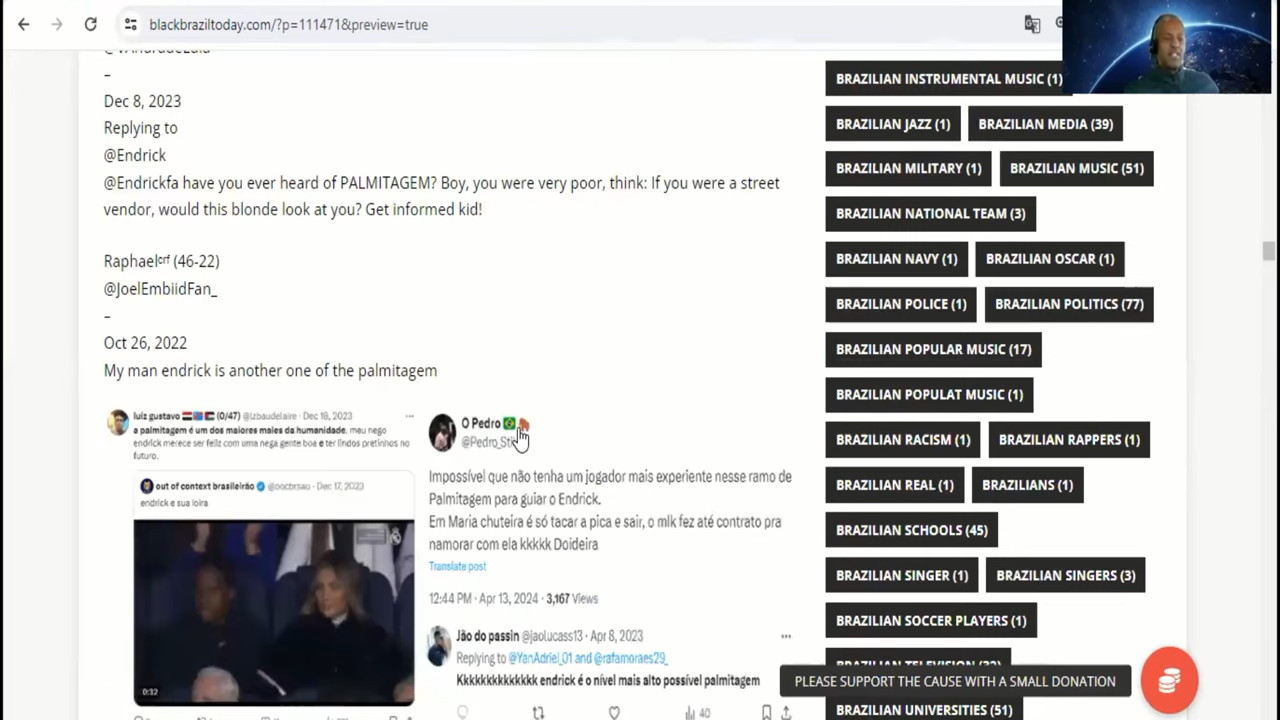 blackbraziltoday.com/?p=111471&preview=true
–
Dec 8, 2023
Replying to
@Endrick
@Endrickfa have you ever heard of PALMITAGEM? Boy, you were very poor, think: If you were a street
vendor, would this blonde look at you? Get informed kid!
Raphaelᶜʳᶠ (46-22)
@JoelEmbiidFan_
–
Oct 26, 2022
My man endrick is another one of the palmitagem
luiz gustavo (0/47) @izbaudelaire · Dec 18, 2023
a palmitagem é um dos maiores males da humanidade. meu nego
endrick merece ser feliz com uma nega gente boa e ter lindos pretinhos no
futuro.
out of context brasileirão @oocbrsao · Dec 17, 2023
endrick e sua loira
0:32
O Pedro
@Pedro_St
Impossível que não tenha um jogador mais experiente nesse ramo de
Palmitagem para guiar o Endrick.
Em Maria chuteira é só tacar a pica e sair, o mlk fez até contrato pra
namorar com ela kkkkk Doideira
Translate post
12:44 PM · Apr 13, 2024 · 3,167 Views
Jão do passin @jaolucass13 · Apr 8, 2023
Replying to @YanAdriel_01 and @rafamoraes29_
Kkkkkkkkkkkkk endrick é o nível mais alto possível palmitagem
40
BRAZILIAN INSTRUMENTAL MUSIC (1)
BRAZILIAN JAZZ (1) BRAZILIAN MEDIA (39)
BRAZILIAN MILITARY (1) BRAZILIAN MUSIC (51)
BRAZILIAN NATIONAL TEAM (3)
BRAZILIAN NAVY (1) BRAZILIAN OSCAR (1)
BRAZILIAN POLICE (1) BRAZILIAN POLITICS (77)
BRAZILIAN POPULAR MUSIC (17)
BRAZILIAN POPULAT MUSIC (1)
BRAZILIAN RACISM (1) BRAZILIAN RAPPERS (1)
BRAZILIAN REAL (1) BRAZILIANS (1)
BRAZILIAN SCHOOLS (45)
BRAZILIAN SINGER (1) BRAZILIAN SINGERS (3)
BRAZILIAN SOCCER PLAYERS (1)
BRAZILIAN TELEVISION (32)
PLEASE SUPPORT THE CAUSE WITH A SMALL DONATION
BRAZILIAN UNIVERSITIES (51)